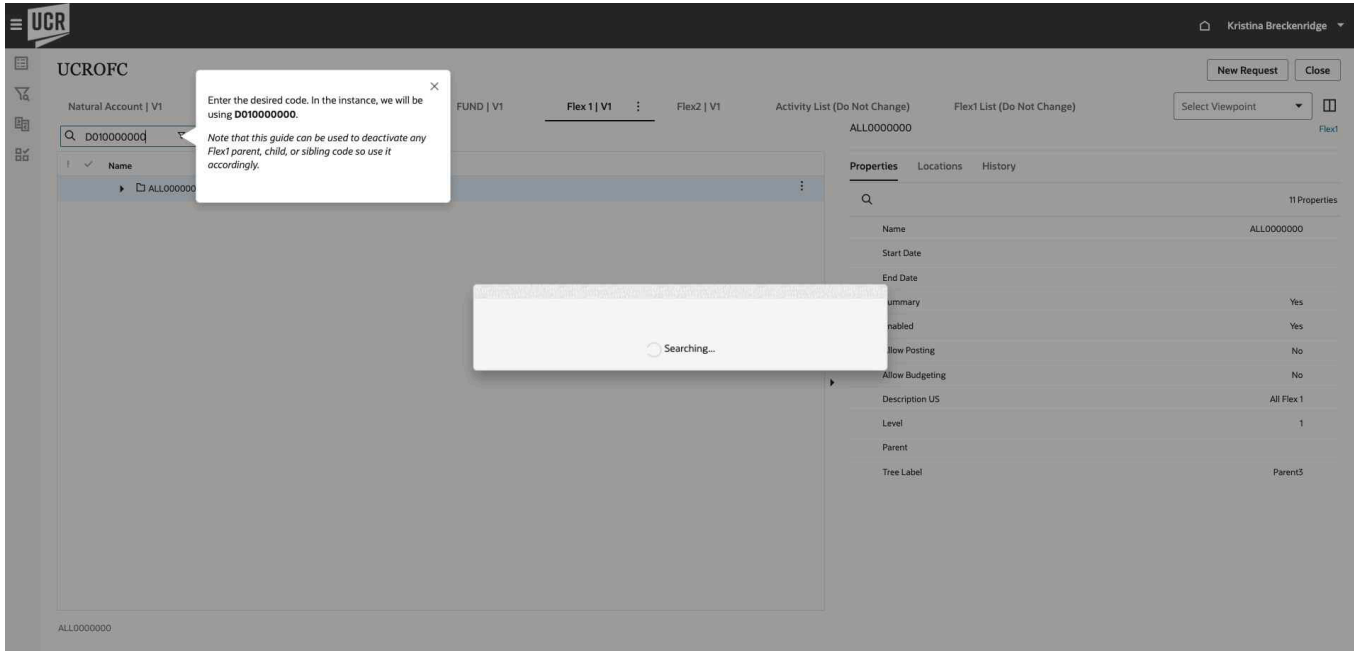 UCR
Kristina Breckenridge
UCROFC
New Request
Close
Natural Account | V1
FUND | V1
Flex 1 | V1
Flex2 | V1
Activity List (Do Not Change)
Flex1 List (Do Not Change)
Select Viewpoint
Enter the desired code. In the instance, we will be
using D010000000.
Note that this guide can be used to deactivate any
Flex1 parent, child, or sibling code so use it
accordingly.
D010000000
ALL0000000
Flex1
Name
Properties
Locations
History
ALL000000
11 Properties
Name ALL0000000
Start Date
End Date
Summary Yes
nabled Yes
llow Posting No
Allow Budgeting No
Description US All Flex 1
Level 1
Parent
Tree Label Parent3
Searching...
ALL0000000